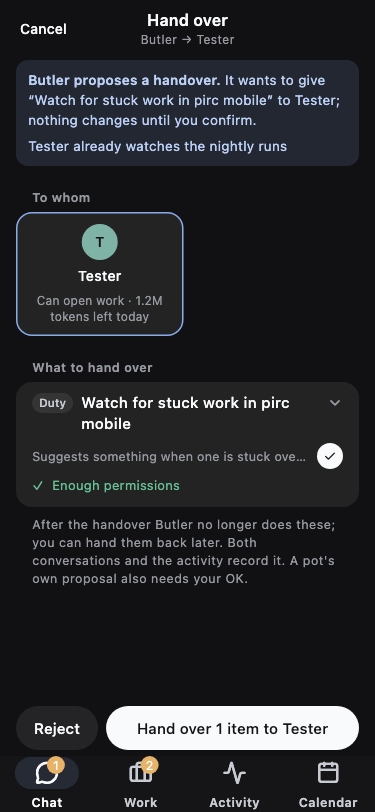 Cancel
Hand over
Butler → Tester
Butler proposes a handover. It wants to give
“Watch for stuck work in pirc mobile” to Tester;
nothing changes until you confirm.
Tester already watches the nightly runs
To whom
T
Tester
Can open work · 1.2M
tokens left today
What to hand over
Duty
Watch for stuck work in pirc
mobile
Suggests something when one is stuck ove…
Enough permissions
After the handover Butler no longer does these;
you can hand them back later. Both
conversations and the activity record it. A pot's
own proposal also needs your OK.
Reject
Hand over 1 item to Tester
1
2
Chat
Work
Activity
Calendar